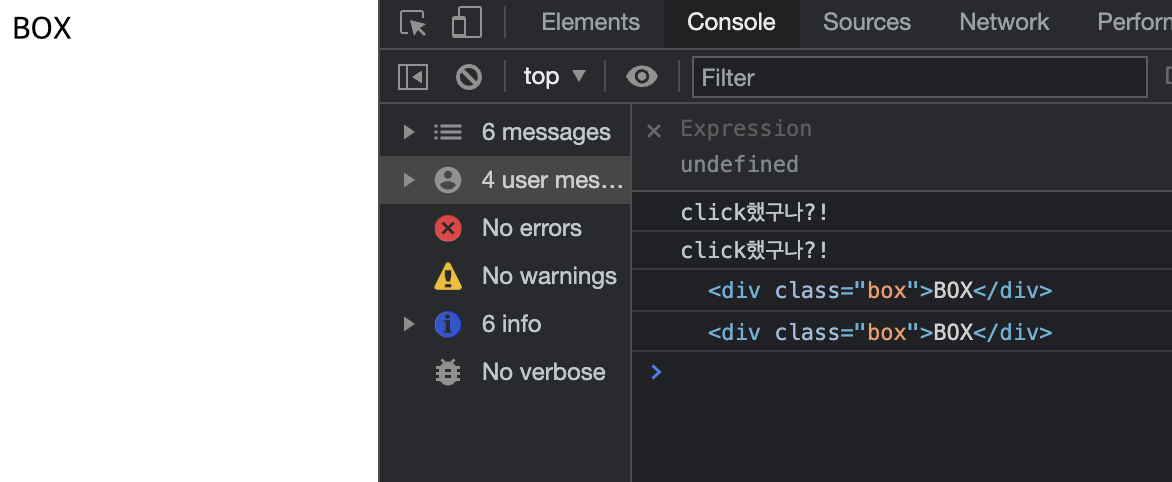 BOX
Elements Console Sources Network Perform
top ▼ Filter
6 messages
4 user mes…
No errors
No warnings
6 info
No verbose
Expression
undefined
click했구나?!
click했구나?!
<div class="box">BOX</div>
<div class="box">BOX</div>